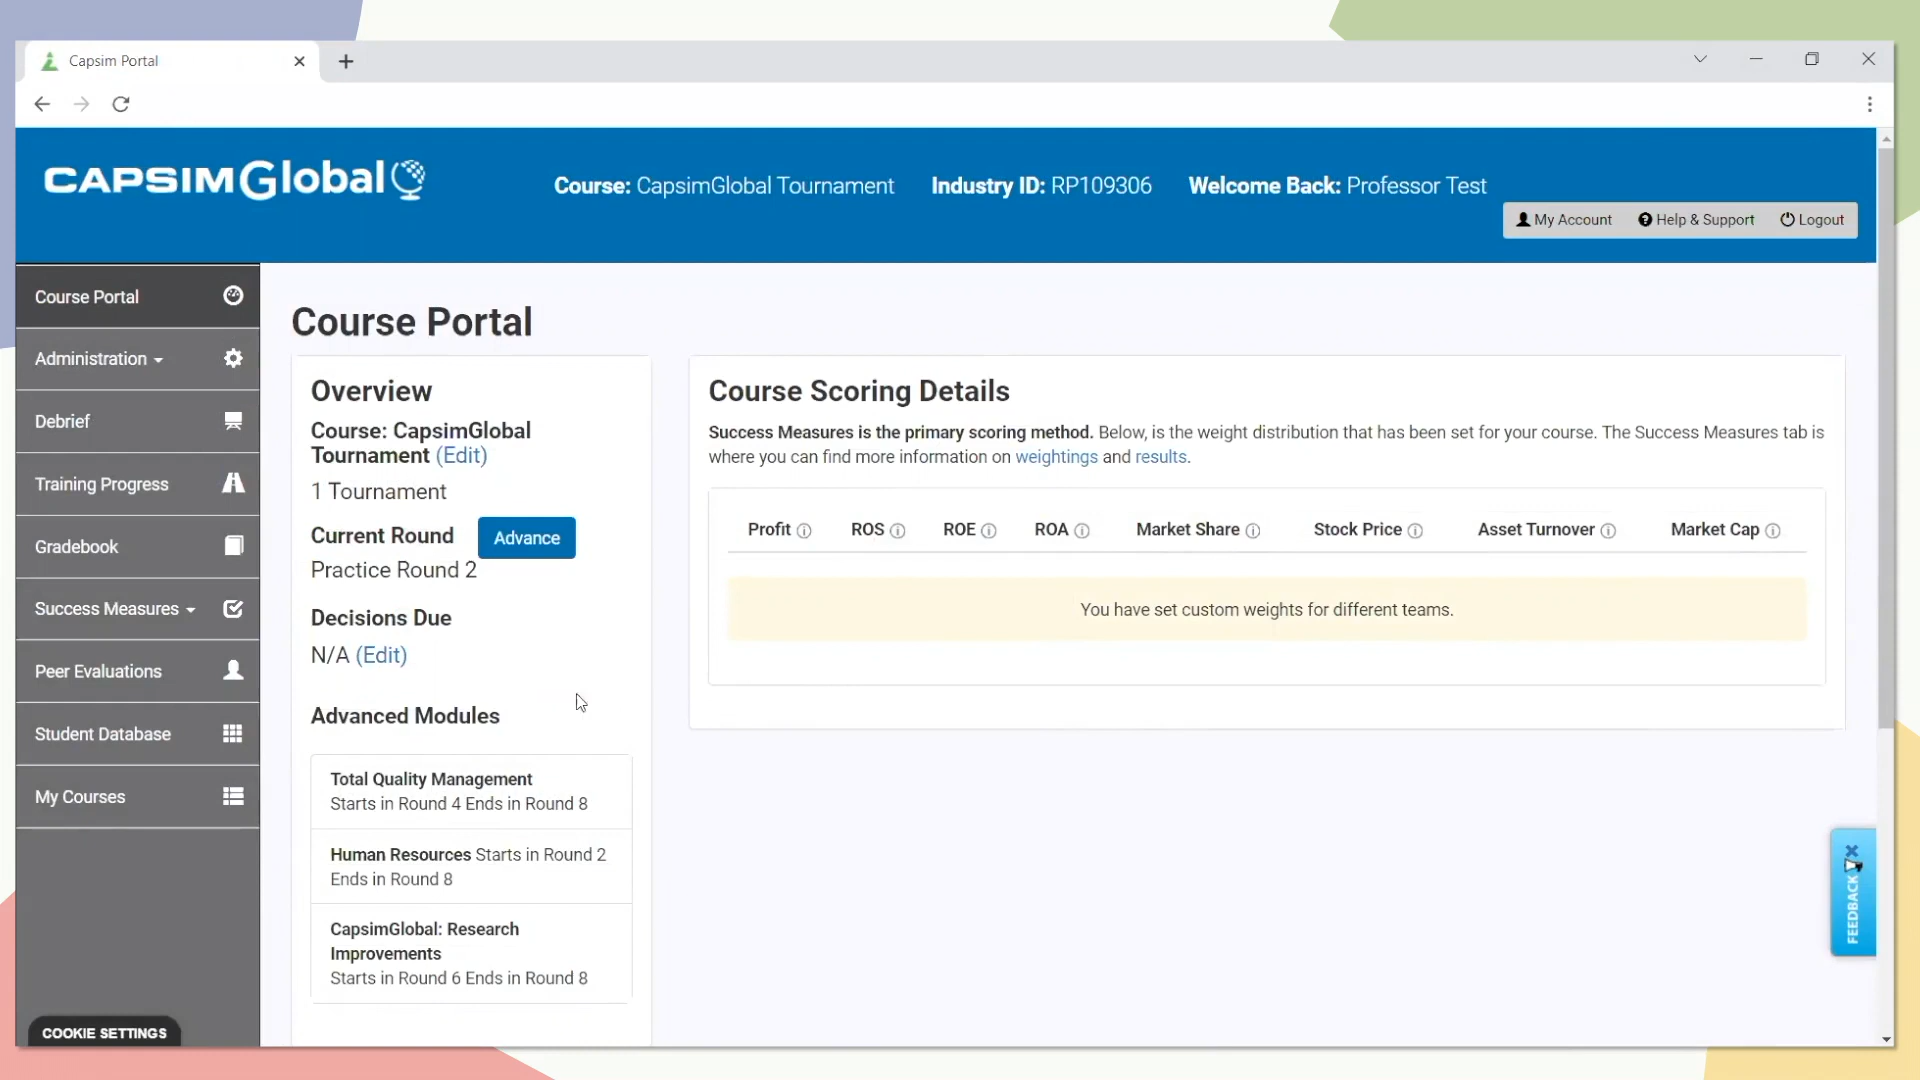 Capsim Portal
CAPSIMGlobal
Course: CapsimGlobal Tournament
Industry ID: RP109306
Welcome Back: Professor Test
My Account
Help & Support
Logout
Course Portal
Administration
Debrief
Training Progress
Gradebook
Success Measures
Peer Evaluations
Student Database
My Courses
COOKIE SETTINGS
Course Portal
Overview
Course: CapsimGlobal
Tournament (Edit)
1 Tournament
Current Round
Advance
Practice Round 2
Decisions Due
N/A (Edit)
Advanced Modules
Total Quality Management
Starts in Round 4 Ends in Round 8
Human Resources Starts in Round 2
Ends in Round 8
CapsimGlobal: Research
Improvements
Starts in Round 6 Ends in Round 8
Course Scoring Details
Success Measures is the primary scoring method. Below, is the weight distribution that has been set for your course. The Success Measures tab is
where you can find more information on weightings and results.
Profit ROS ROE ROA Market Share Stock Price Asset Turnover Market Cap
You have set custom weights for different teams.
FEEDBACK